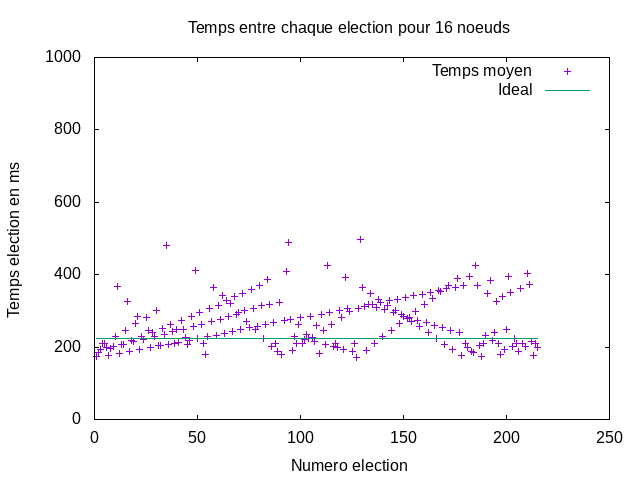 Temps entre chaque election pour 16 noeuds
1000
800
600
400
200
0
Temps election en ms
Temps moyen
Ideal
0 50 100 150 200 250
Numero election